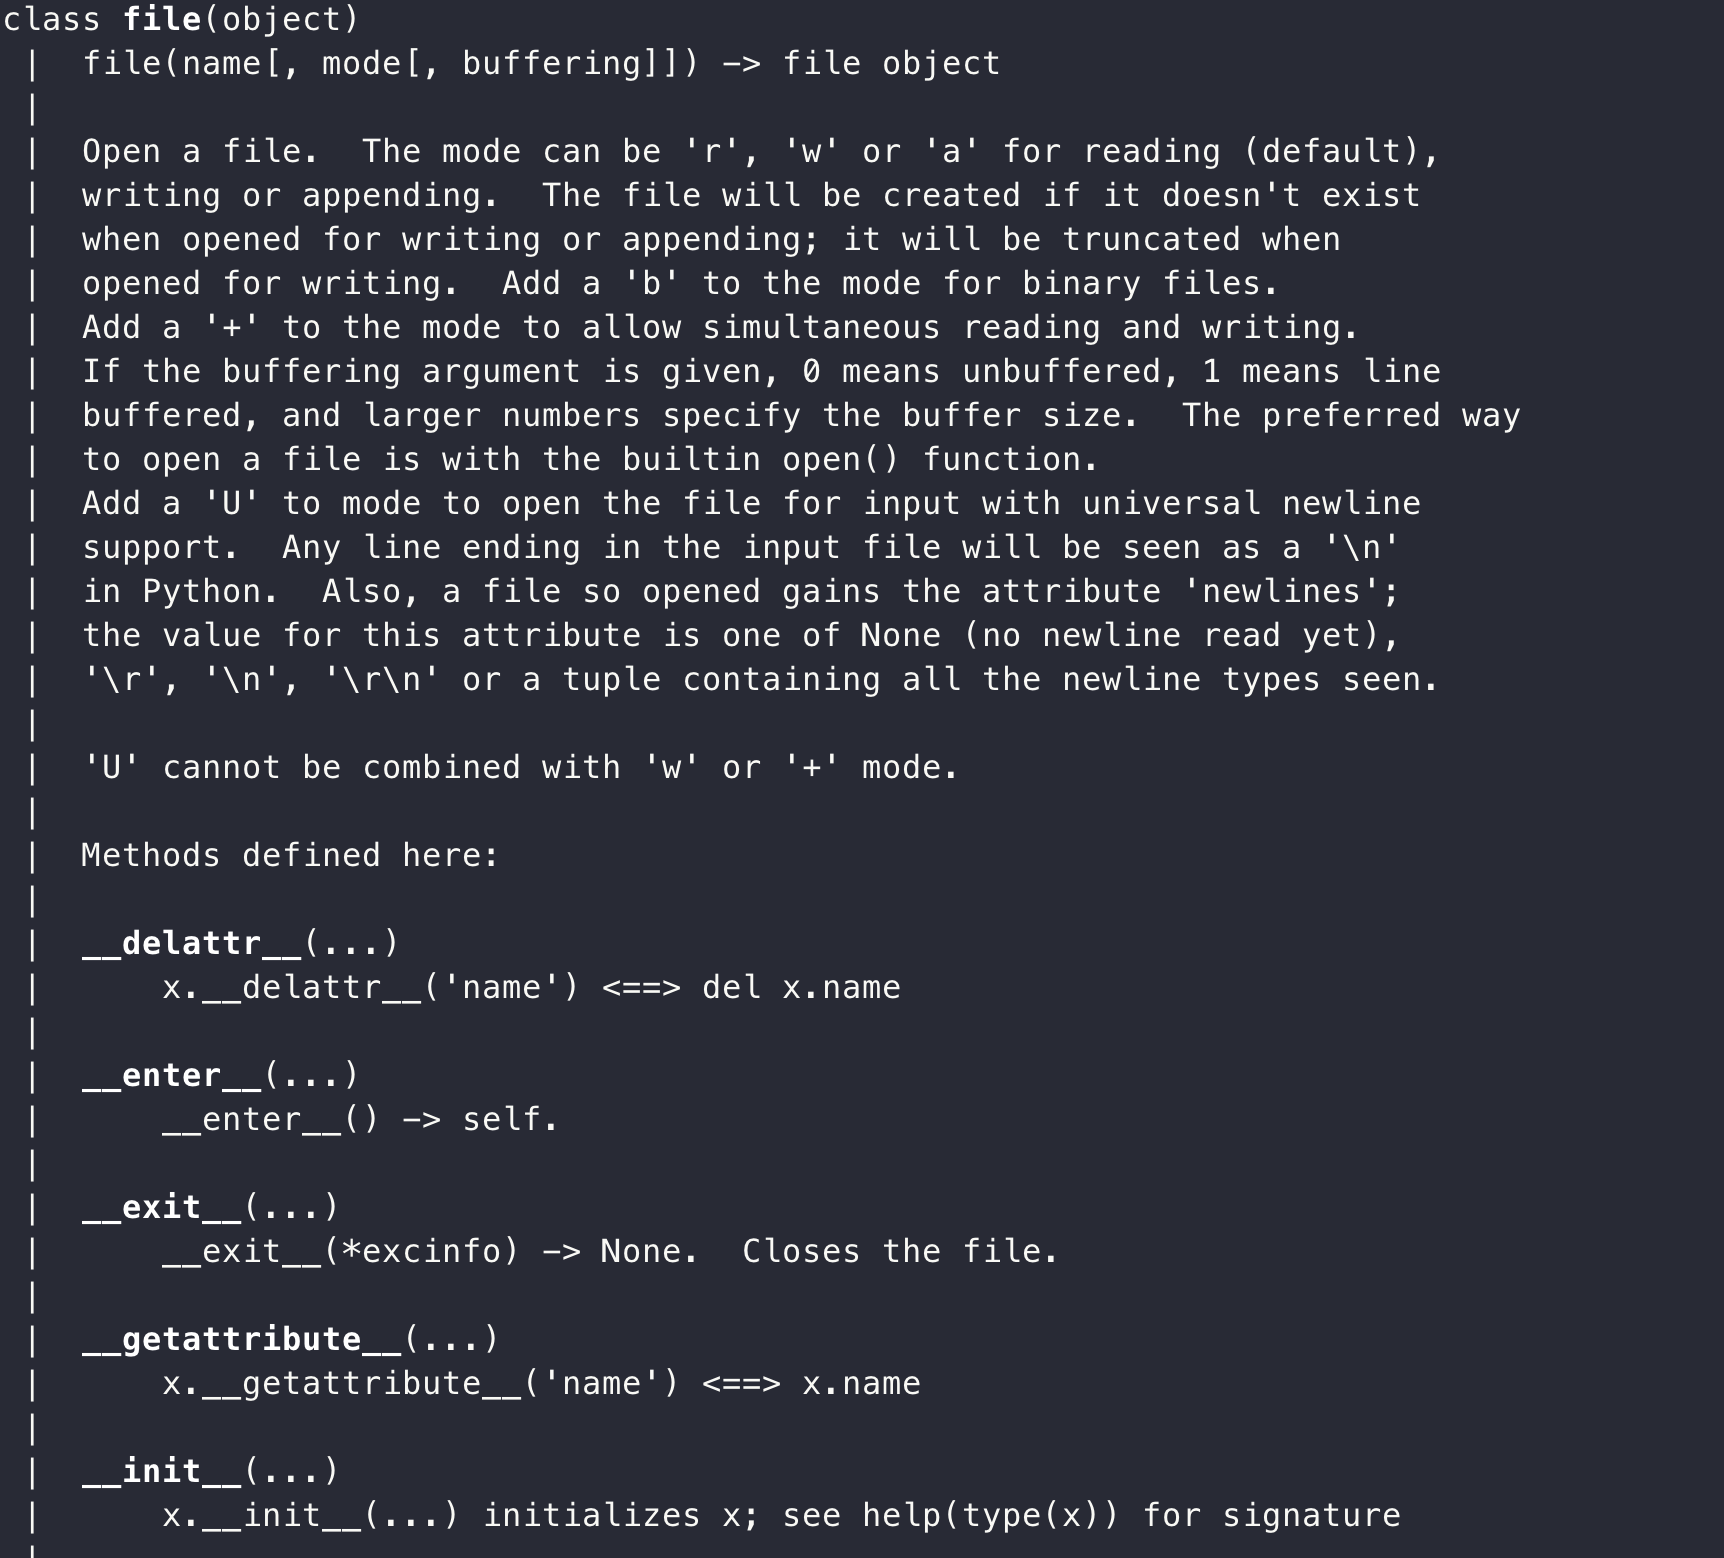 class file(object)
 |  file(name[, mode[, buffering]]) -> file object
 |
 |  Open a file.  The mode can be 'r', 'w' or 'a' for reading (default),
 |  writing or appending.  The file will be created if it doesn't exist
 |  when opened for writing or appending; it will be truncated when
 |  opened for writing.  Add a 'b' to the mode for binary files.
 |  Add a '+' to the mode to allow simultaneous reading and writing.
 |  If the buffering argument is given, 0 means unbuffered, 1 means line
 |  buffered, and larger numbers specify the buffer size.  The preferred way
 |  to open a file is with the builtin open() function.
 |  Add a 'U' to mode to open the file for input with universal newline
 |  support.  Any line ending in the input file will be seen as a '\n'
 |  in Python.  Also, a file so opened gains the attribute 'newlines';
 |  the value for this attribute is one of None (no newline read yet),
 |  '\r', '\n', '\r\n' or a tuple containing all the newline types seen.
 |
 |  'U' cannot be combined with 'w' or '+' mode.
 |
 |  Methods defined here:
 |
 |  __delattr__(...)
 |      x.__delattr__('name') <==> del x.name
 |
 |  __enter__(...)
 |      __enter__() -> self.
 |
 |  __exit__(...)
 |      __exit__(*excinfo) -> None.  Closes the file.
 |
 |  __getattribute__(...)
 |      x.__getattribute__('name') <==> x.name
 |
 |  __init__(...)
 |      x.__init__(...) initializes x; see help(type(x)) for signature
 |